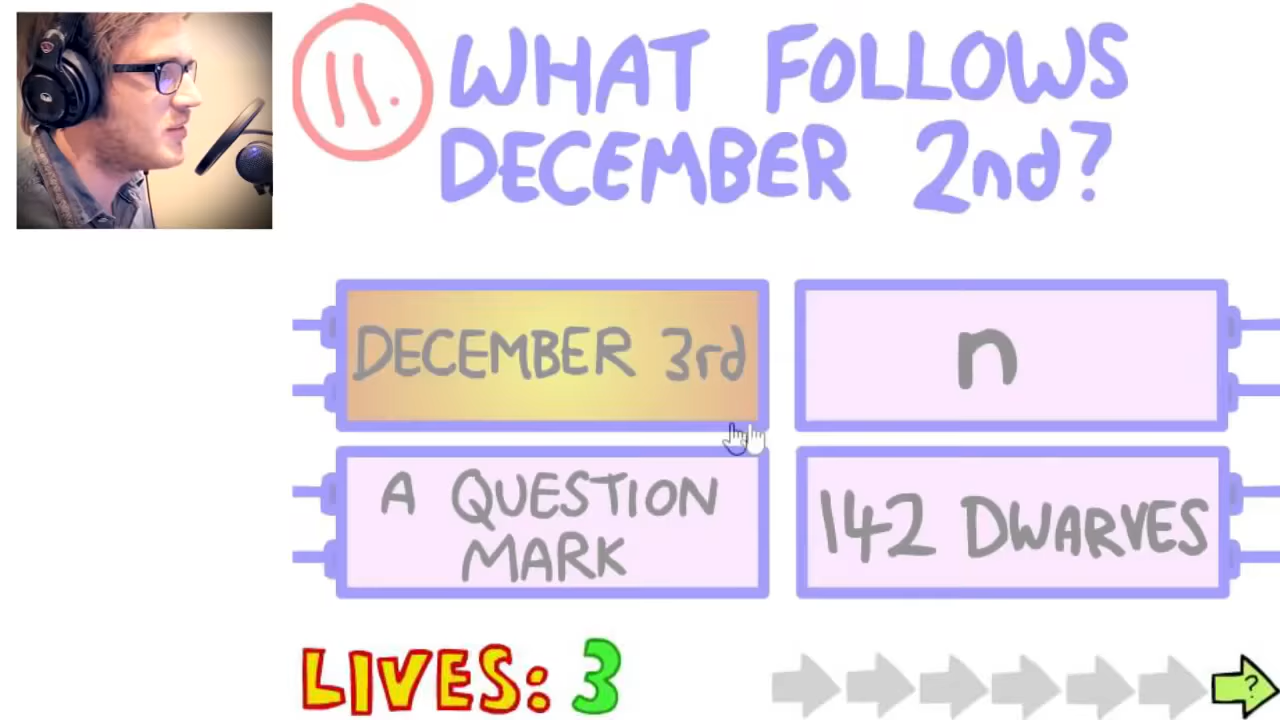 11. WHAT FOLLOWS
DECEMBER 2nd?
DECEMBER 3rd
n
A QUESTION
MARK
142 DWARVES
LIVES: 3
?